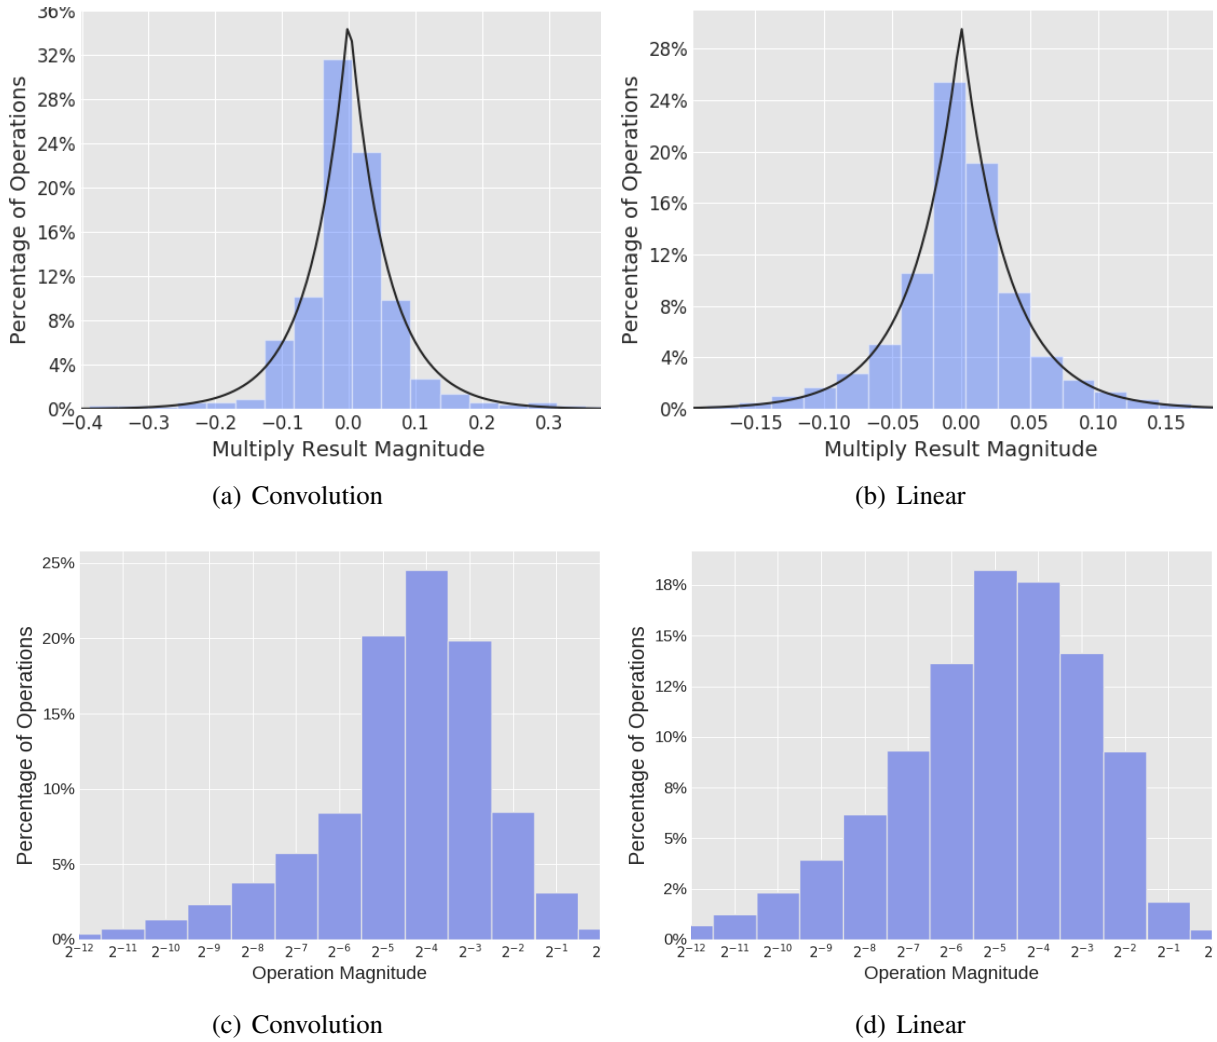 36%
32%
28%
24%
20%
16%
12%
8%
4%
0%
Percentage of Operations
−0.4 −0.3 −0.2 −0.1 0.0 0.1 0.2 0.3
Multiply Result Magnitude
(a) Convolution
28%
24%
20%
16%
12%
8%
4%
0%
Percentage of Operations
−0.15 −0.10 −0.05 0.00 0.05 0.10 0.15
Multiply Result Magnitude
(b) Linear
25%
20%
15%
10%
5%
0%
Percentage of Operations
2⁻¹² 2⁻¹¹ 2⁻¹⁰ 2⁻⁹ 2⁻⁸ 2⁻⁷ 2⁻⁶ 2⁻⁵ 2⁻⁴ 2⁻³ 2⁻² 2⁻¹ 2
Operation Magnitude
(c) Convolution
18%
15%
12%
10%
8%
5%
2%
0%
Percentage of Operations
2⁻¹² 2⁻¹¹ 2⁻¹⁰ 2⁻⁹ 2⁻⁸ 2⁻⁷ 2⁻⁶ 2⁻⁵ 2⁻⁴ 2⁻³ 2⁻² 2⁻¹ 2
Operation Magnitude
(d) Linear